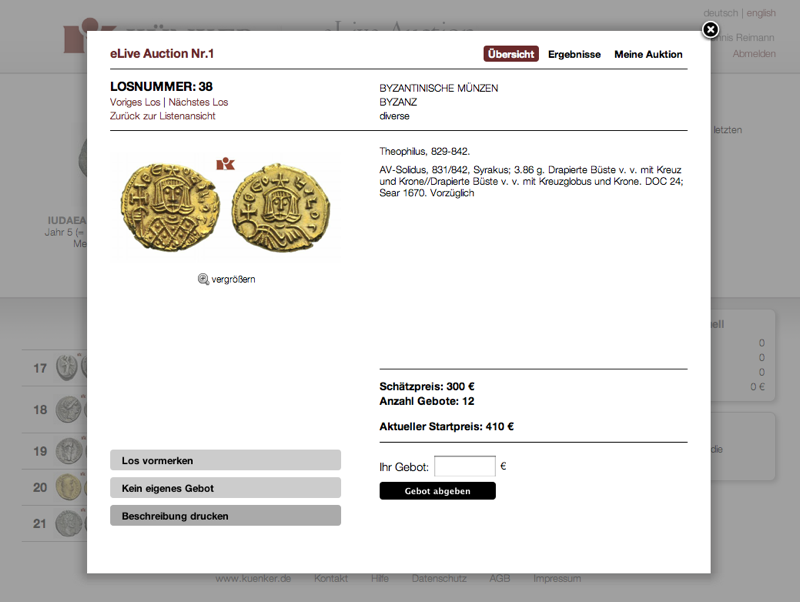 deutsch | english
eLive Auction
nnis Reimann
Abmelden
eLive Auction Nr.1
Übersicht
Ergebnisse
Meine Auktion
LOSNUMMER: 38
Voriges Los | Nächstes Los
Zurück zur Listenansicht
BYZANTINISCHE MÜNZEN
BYZANZ
diverse
letzten
Theophilus, 829-842.
AV-Solidus, 831/842, Syrakus; 3.86 g. Drapierte Büste v. v. mit Kreuz
und Krone//Drapierte Büste v. v. mit Kreuzglobus und Krone. DOC 24;
Sear 1670. Vorzüglich
vergrößern
IUDAEA
Jahr 5 (=
Me
ell
0
0
0
0 €
17
18
19
20
21
die
Schätzpreis: 300 €
Anzahl Gebote: 12
Aktueller Startpreis: 410 €
Ihr Gebot: €
Gebot abgeben
Los vormerken
Kein eigenes Gebot
Beschreibung drucken
www.kuenker.de Kontakt Hilfe Datenschutz AGB Impressum